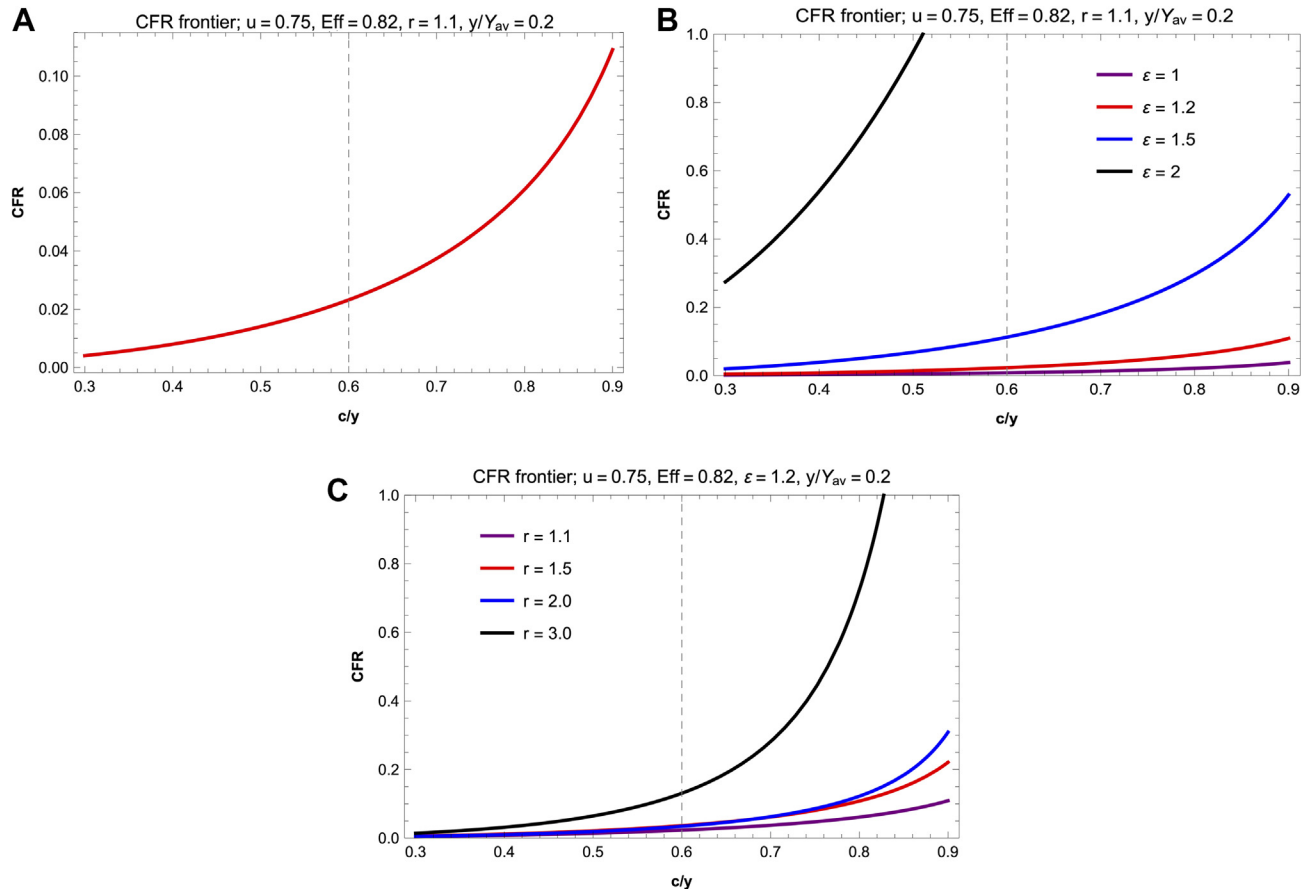 A
CFR frontier; u = 0.75, Eff = 0.82, r = 1.1, y/Yav = 0.2
CFR
0.10
0.08
0.06
0.04
0.02
0.00
0.3 0.4 0.5 0.6 0.7 0.8 0.9
c/y
B
CFR frontier; u = 0.75, Eff = 0.82, r = 1.1, y/Yav = 0.2
CFR
1.0
0.8
0.6
0.4
0.2
0.0
ε = 1
ε = 1.2
ε = 1.5
ε = 2
0.3 0.4 0.5 0.6 0.7 0.8 0.9
c/y
C
CFR frontier; u = 0.75, Eff = 0.82, ε = 1.2, y/Yav = 0.2
CFR
1.0
0.8
0.6
0.4
0.2
0.0
r = 1.1
r = 1.5
r = 2.0
r = 3.0
0.3 0.4 0.5 0.6 0.7 0.8 0.9
c/y